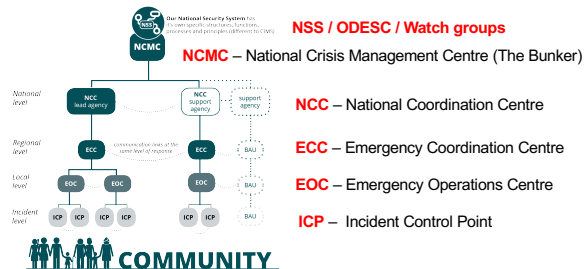 Our National Security System has
it's own specific structures, functions,
processes and principles (different to CIMS)
NSS
NCMC
NSS / ODESC / Watch groups
NCMC – National Crisis Management Centre (The Bunker)
National
level
NCC
lead agency
NCC
support
agency
support
agency
NCC – National Coordination Centre
Regional
level
ECC
communication links at the
same level of response
ECC
BAU
ECC – Emergency Coordination Centre
Local
level
EOC
EOC
EOC
BAU
EOC – Emergency Operations Centre
Incident
level
ICP
ICP
ICP
ICP
ICP
ICP
BAU
ICP – Incident Control Point
COMMUNITY